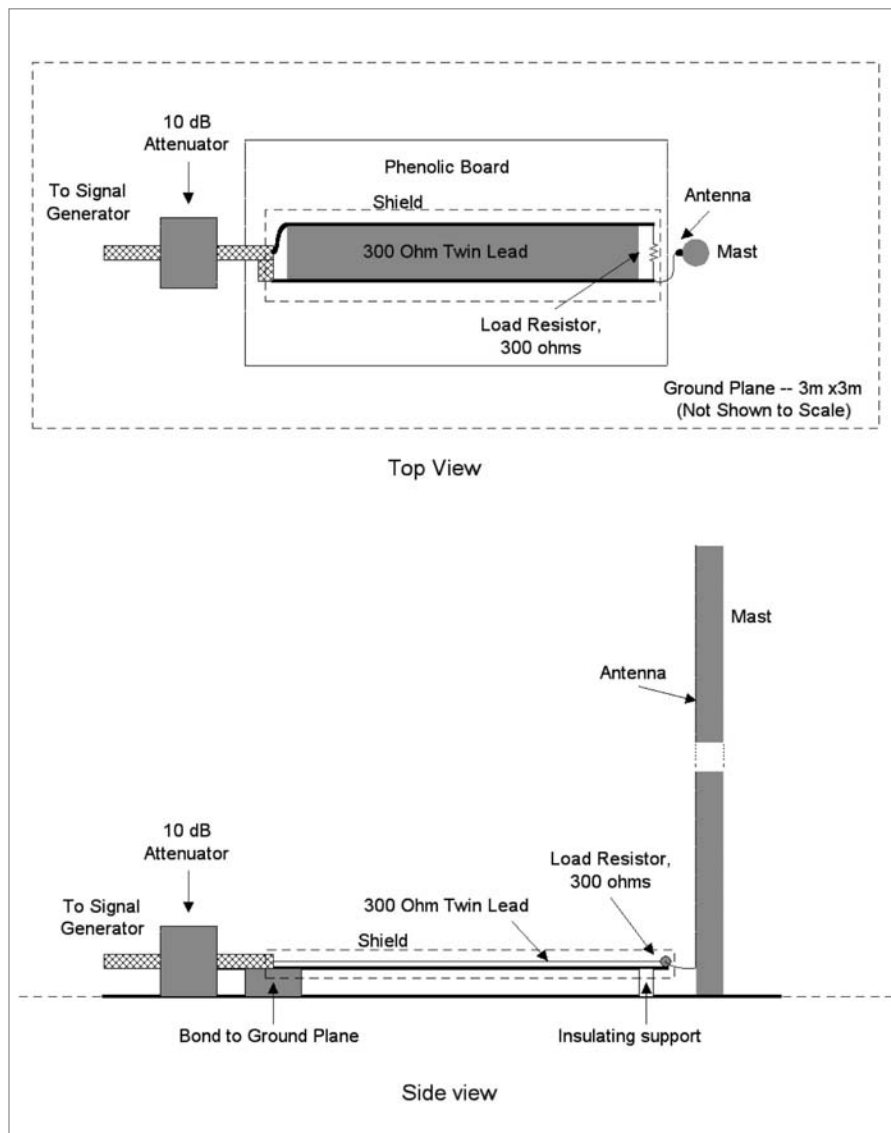 10 dB
Attenuator
Phenolic Board
To Signal
Generator
Shield
Antenna
300 Ohm Twin Lead
Mast
Load Resistor,
300 ohms
Ground Plane -- 3m x3m
(Not Shown to Scale)
Top View
Mast
Antenna
10 dB
Attenuator
Load Resistor,
300 ohms
To Signal
Generator
300 Ohm Twin Lead
Shield
Bond to Ground Plane
Insulating support
Side view